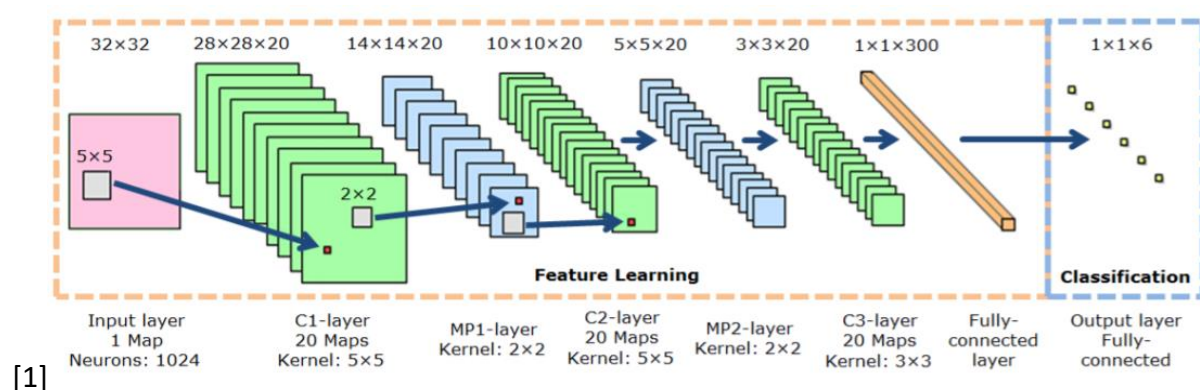 32×32
28×28×20
14×14×20
10×10×20
5×5×20
3×3×20
1×1×300
1×1×6
5×5
2×2
Feature Learning
Classification
Input layer
1 Map
Neurons: 1024
C1-layer
20 Maps
Kernel: 5×5
MP1-layer
Kernel: 2×2
C2-layer
20 Maps
Kernel: 5×5
MP2-layer
Kernel: 2×2
C3-layer
20 Maps
Kernel: 3×3
Fully-
connected
layer
Output layer
Fully-
connected
[1]